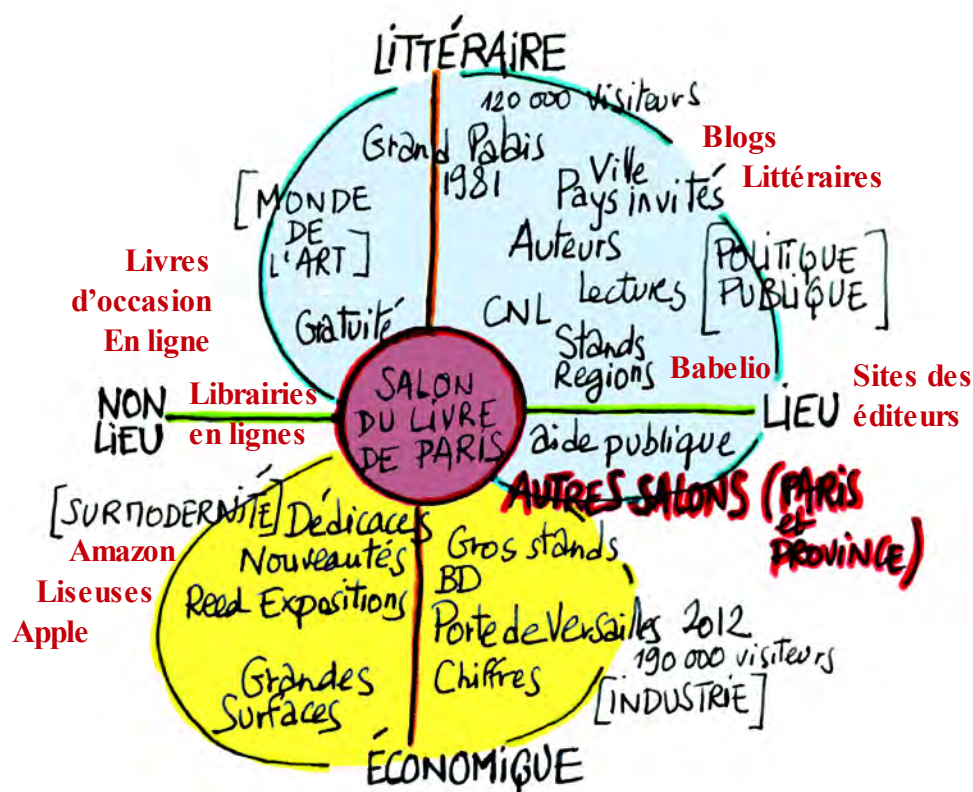 LITTÉRAIRE
120 000 visiteurs
Grand Palais
1981
Blogs
Littéraires
Ville
Pays invités
[MONDE
DE
L'ART]
Auteurs
[POLITIQUE
PUBLIQUE]
Livres
d'occasion
En ligne
Lectures
CNL
Gratuité
Stands
Regions
Babelio
SALON
DU LIVRE
DE PARIS
NON
LIEU
Librairies
en lignes
LIEU
Sites des
éditeurs
aide publique
AUTRES SALONS (PARIS
et
PROVINCE)
[SURMODERNITÉ]
Dédicaces
Nouveautés
Reed Expositions
Amazon
Liseuses
Apple
Gros stands
BD
Porte de Versailles 2012
190 000 visiteurs
Chiffres
[INDUSTRIE]
Grandes
Surfaces
ÉCONOMIQUE